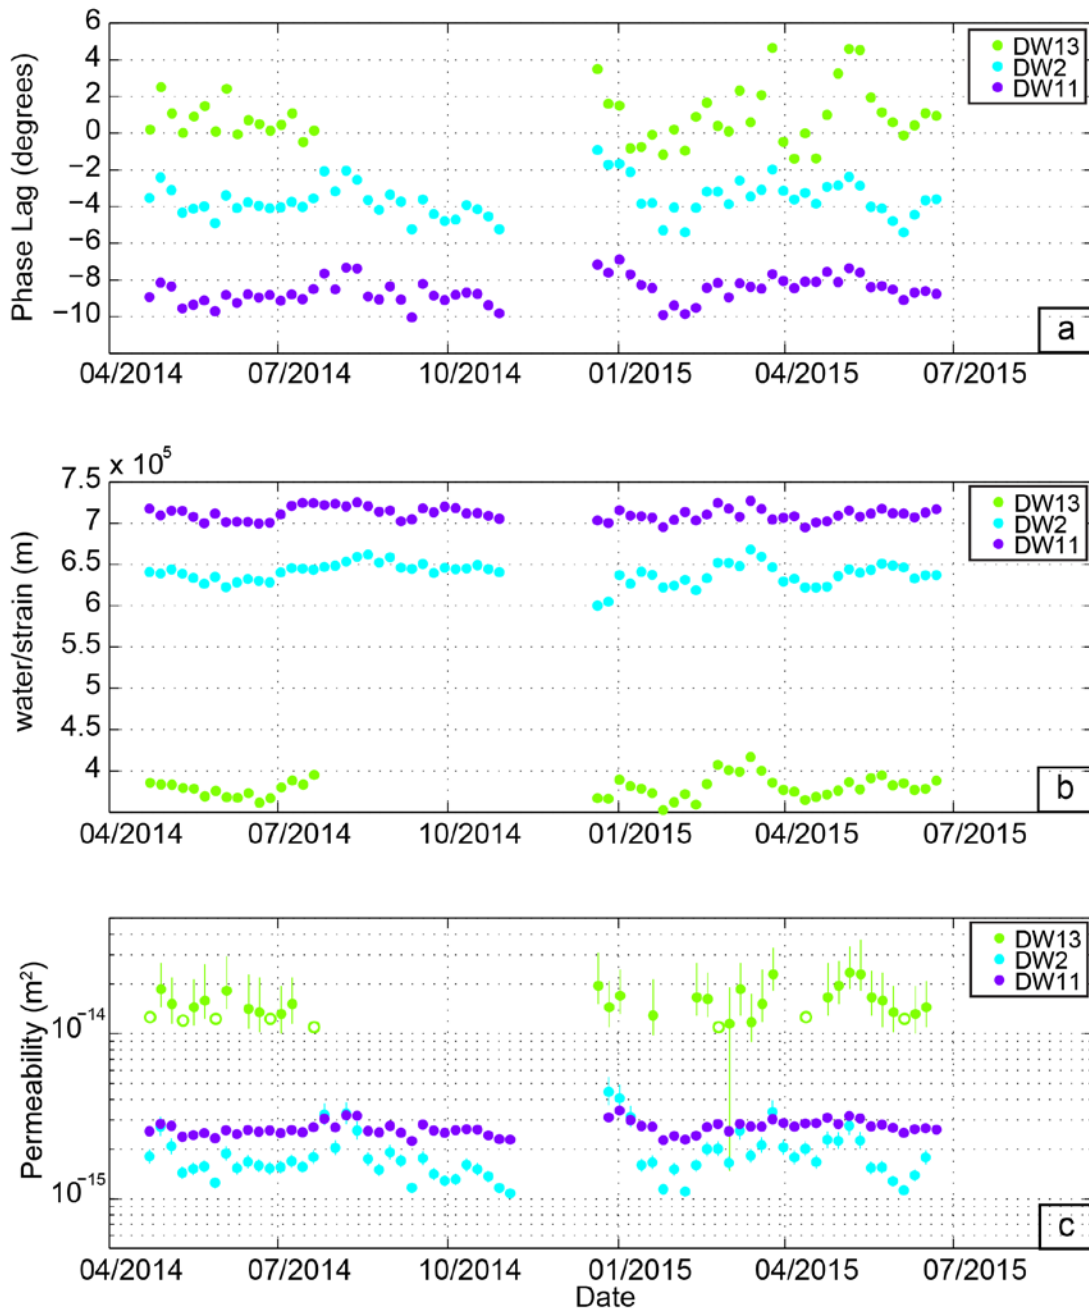 6
4
2
0
−2
−4
−6
−8
−10
Phase Lag (degrees)
DW13
DW2
DW11
a
04/2014 07/2014 10/2014 01/2015 04/2015 07/2015
7.5 x 10⁵
7
6.5
6
5.5
5
4.5
4
water/strain (m)
DW13
DW2
DW11
b
04/2014 07/2014 10/2014 01/2015 04/2015 07/2015
10⁻¹⁴
10⁻¹⁵
Permeability (m²)
DW13
DW2
DW11
c
04/2014 07/2014 10/2014 01/2015 04/2015 07/2015
Date